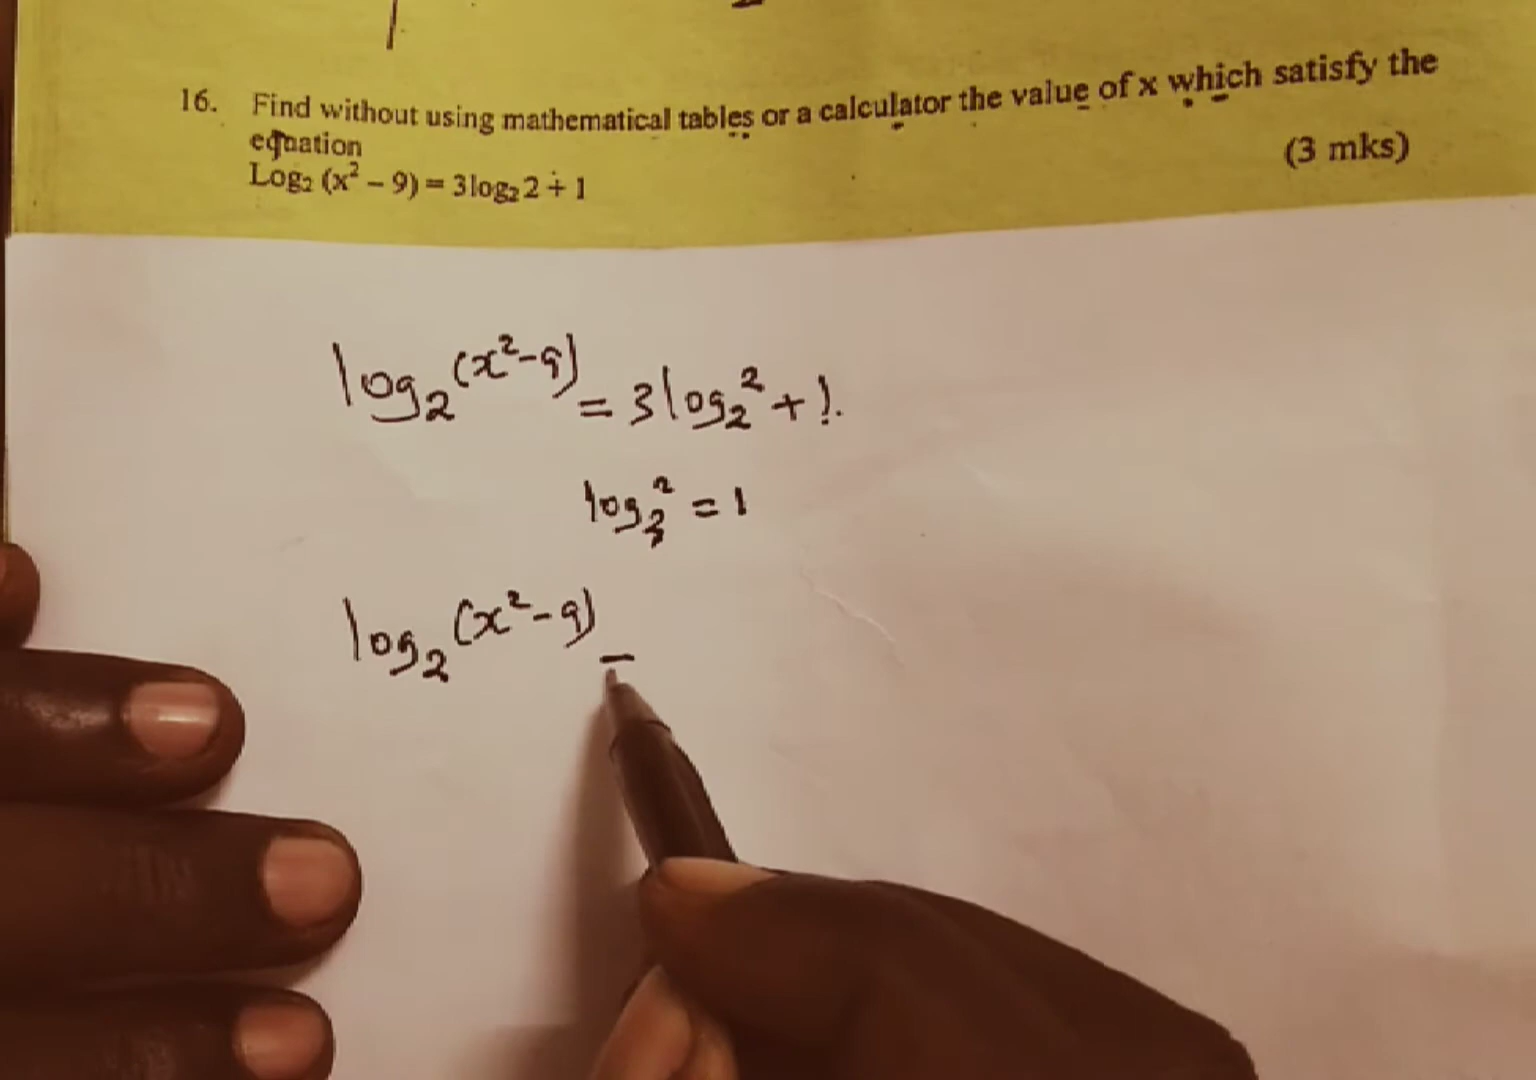 16. Find without using mathematical tables or a calculator the value of x which satisfy the
equation
(3 mks)
Log₂ (x² – 9) = 3log₂ 2 + 1
log₂(x²-9) = 3log₂2 + 1.
log₂2 = 1
log₂(x²-9) –